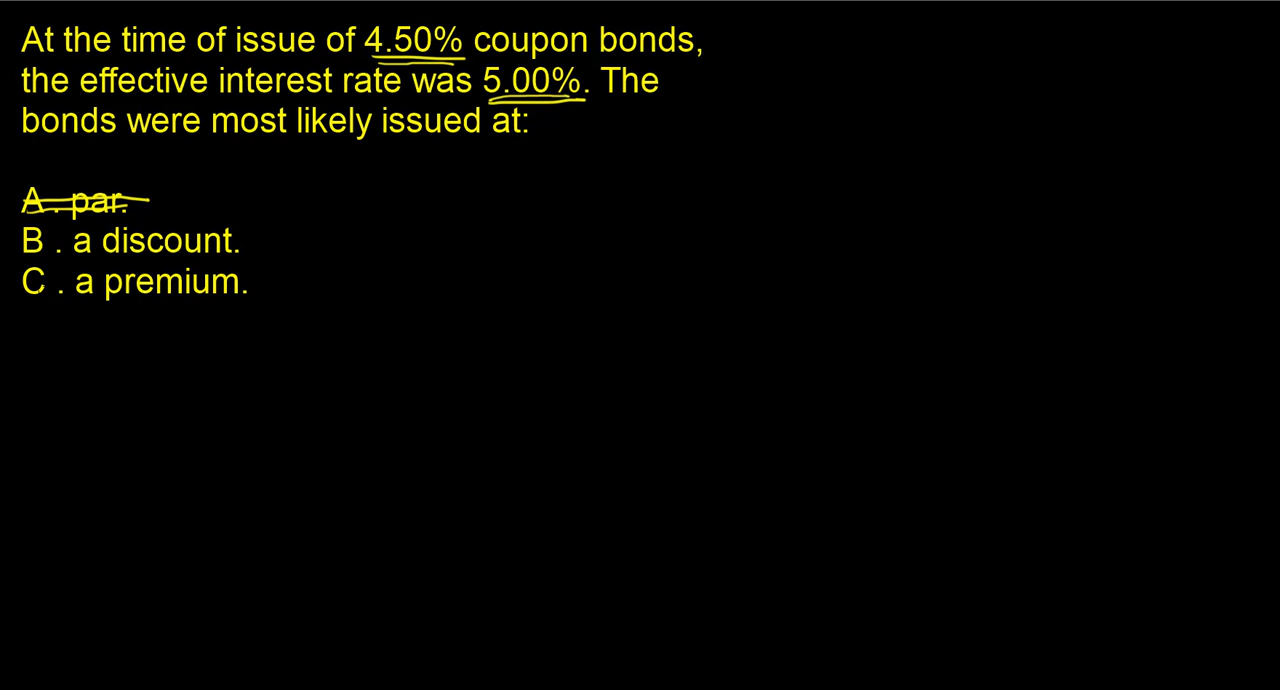 At the time of issue of 4.50% coupon bonds,
the effective interest rate was 5.00%. The
bonds were most likely issued at:
A . par.
B . a discount.
C . a premium.